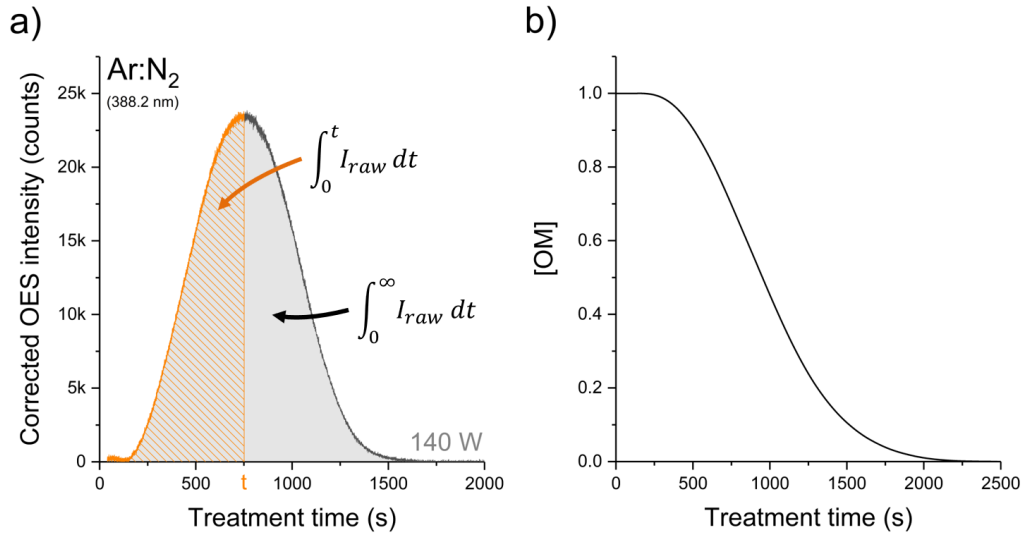 a)
Ar:N₂
(388.2 nm)
Corrected OES intensity (counts)
25k
20k
15k
10k
5k
0
∫₀ᵗ I_raw dt
∫₀^∞ I_raw dt
140 W
0 500 t 1000 1500 2000
Treatment time (s)
b)
[OM]
1.0
0.8
0.6
0.4
0.2
0.0
0 500 1000 1500 2000 2500
Treatment time (s)